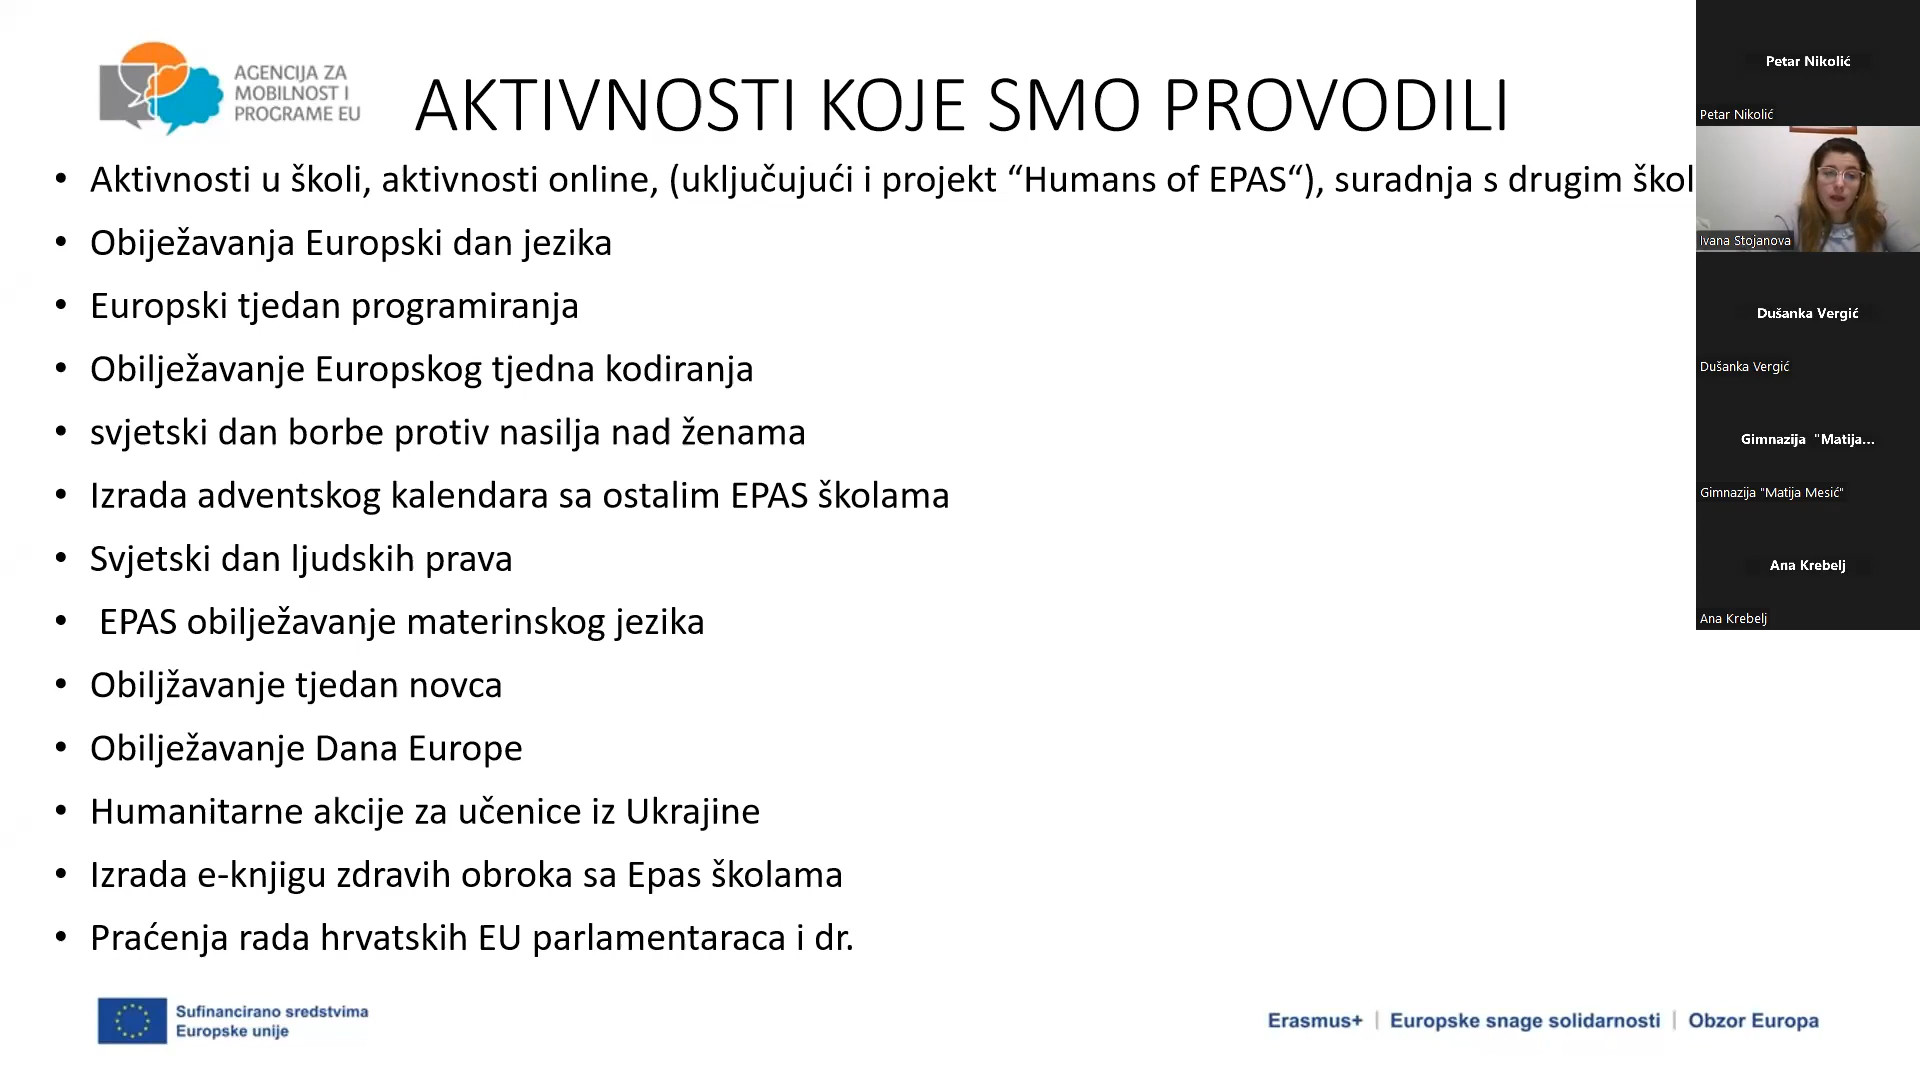 AGENCIJA ZA
MOBILNOST I
PROGRAME EU
AKTIVNOSTI KOJE SMO PROVODILI
• Aktivnosti u školi, aktivnosti online, (uključujući i projekt “Humans of EPAS“), suradnja s drugim škol
• Obiježavanja Europski dan jezika
• Europski tjedan programiranja
• Obilježavanje Europskog tjedna kodiranja
• svjetski dan borbe protiv nasilja nad ženama
• Izrada adventskog kalendara sa ostalim EPAS školama
• Svjetski dan ljudskih prava
• EPAS obilježavanje materinskog jezika
• Obiljžavanje tjedan novca
• Obilježavanje Dana Europe
• Humanitarne akcije za učenice iz Ukrajine
• Izrada e-knjigu zdravih obroka sa Epas školama
• Praćenja rada hrvatskih EU parlamentaraca i dr.
Sufinancirano sredstvima
Europske unije
Erasmus+ | Europske snage solidarnosti | Obzor Europa
Petar Nikolić
Petar Nikolić
Ivana Stojanova
Dušanka Vergić
Dušanka Vergić
Gimnazija "Matija...
Gimnazija "Matija Mesić"
Ana Krebelj
Ana Krebelj